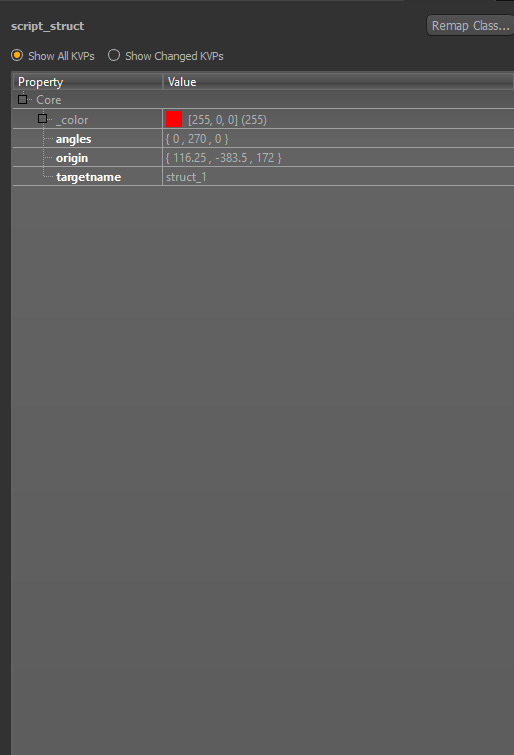 script_struct
Remap Class...
Show All KVPs Show Changed KVPs
Property Value
Core
_color [255, 0, 0] (255)
angles { 0 , 270 , 0 }
origin { 116.25 , -383.5 , 172 }
targetname struct_1